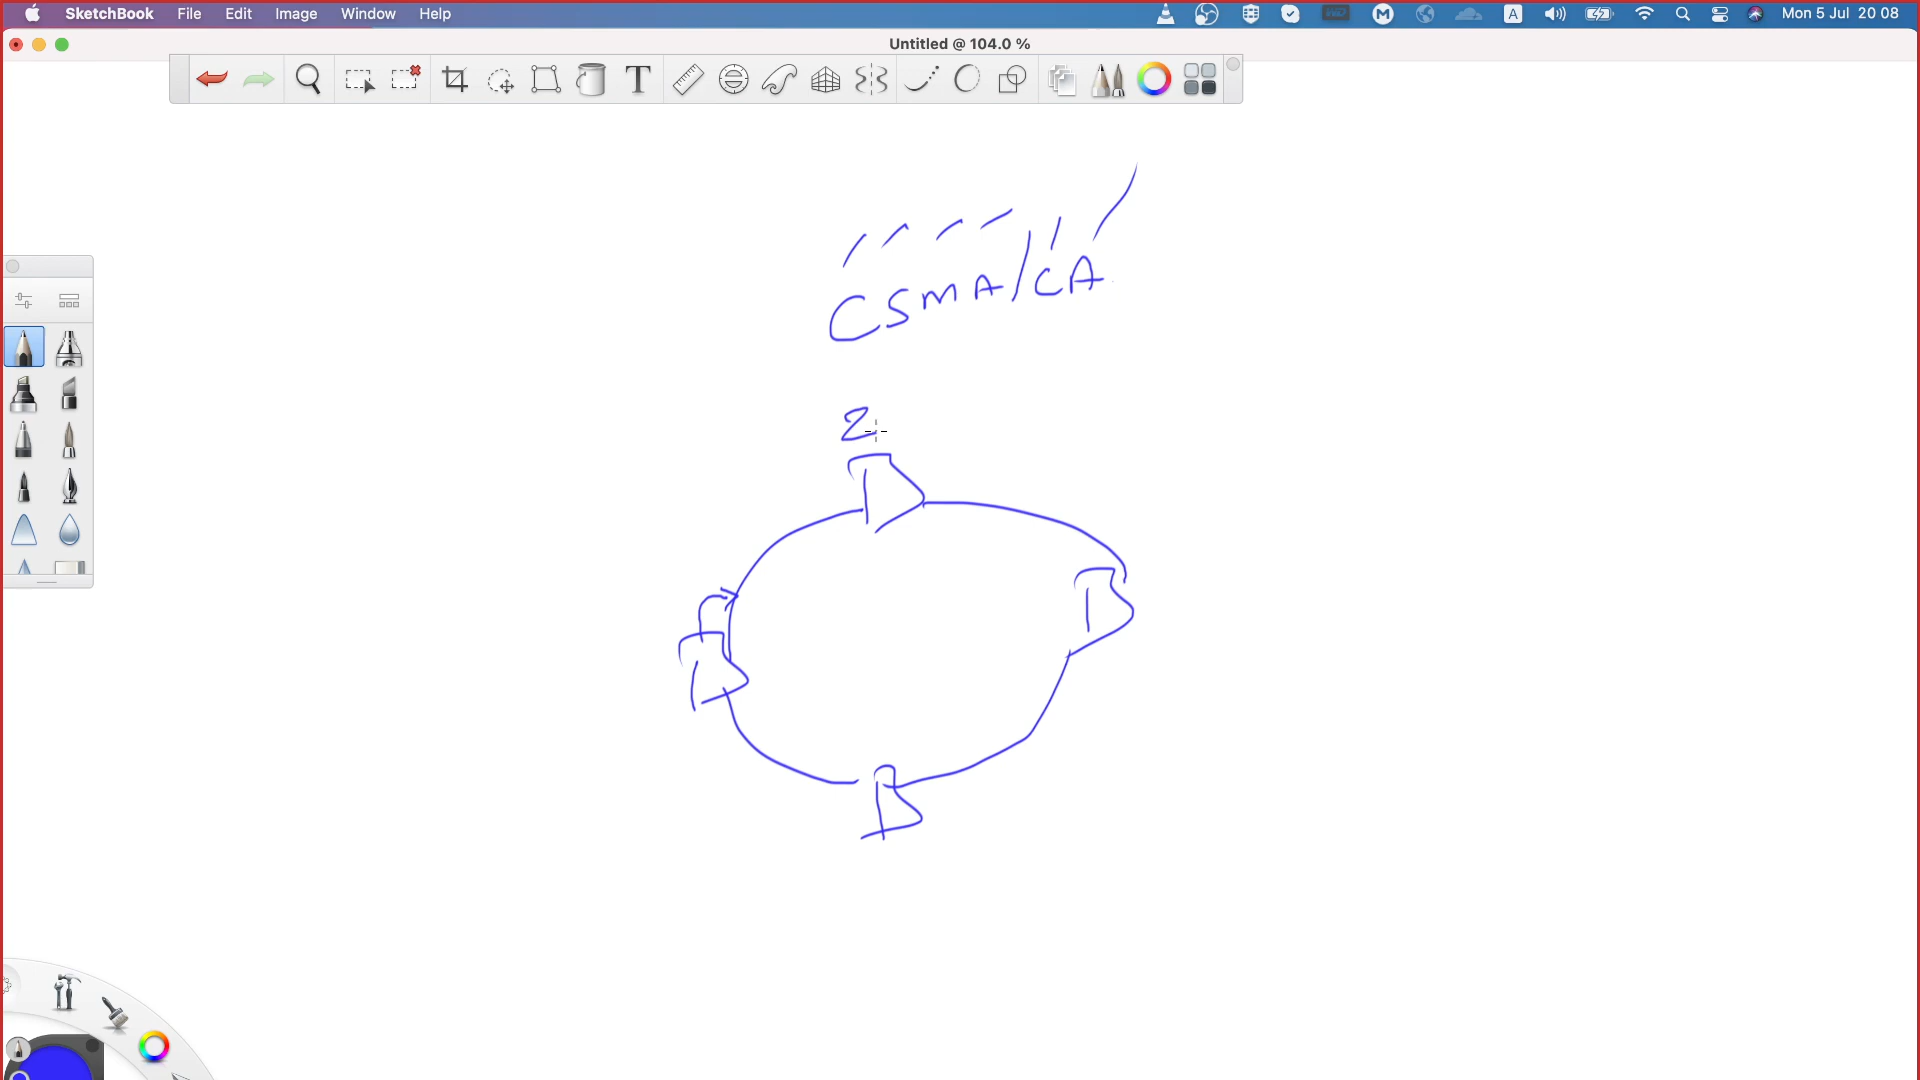 SketchBook File Edit Image Window Help A Mon 5 Jul 20 08
Untitled @ 104.0 %
T
CSMA/CA
2